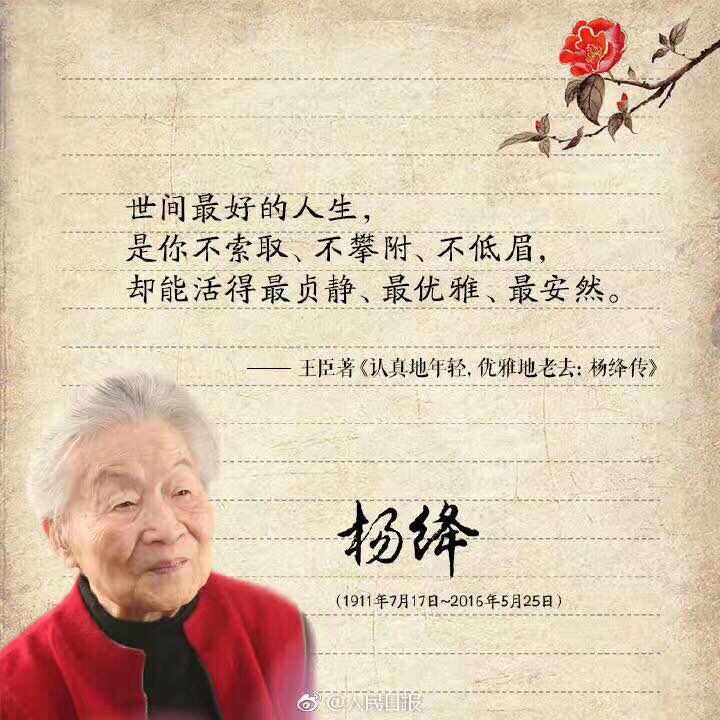 世间最好的人生，
是你不索取、不攀附、不低眉，
却能活得最贞静、最优雅、最安然。
—— 王臣著《认真地年轻，优雅地老去：杨绛传》
杨绛
（1911年7月17日~2016年5月25日）
@人民日报